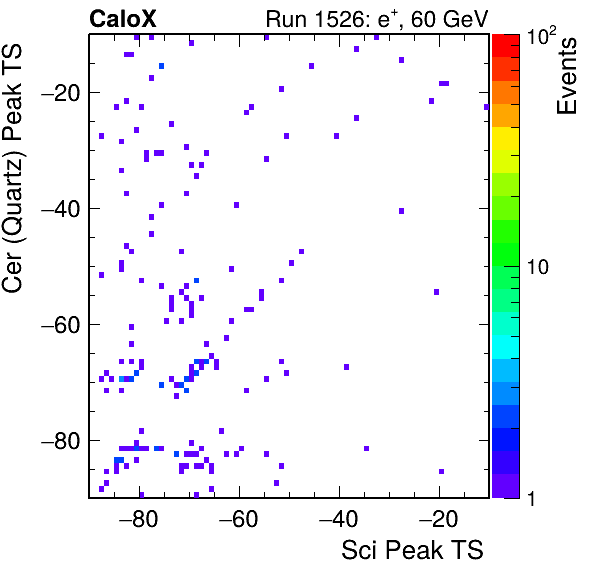 CaloX Run 1526: e⁺, 60 GeV
Cer (Quartz) Peak TS
−20
−40
−60
−80
−80 −60 −40 −20
Sci Peak TS
10²
10
1
Events